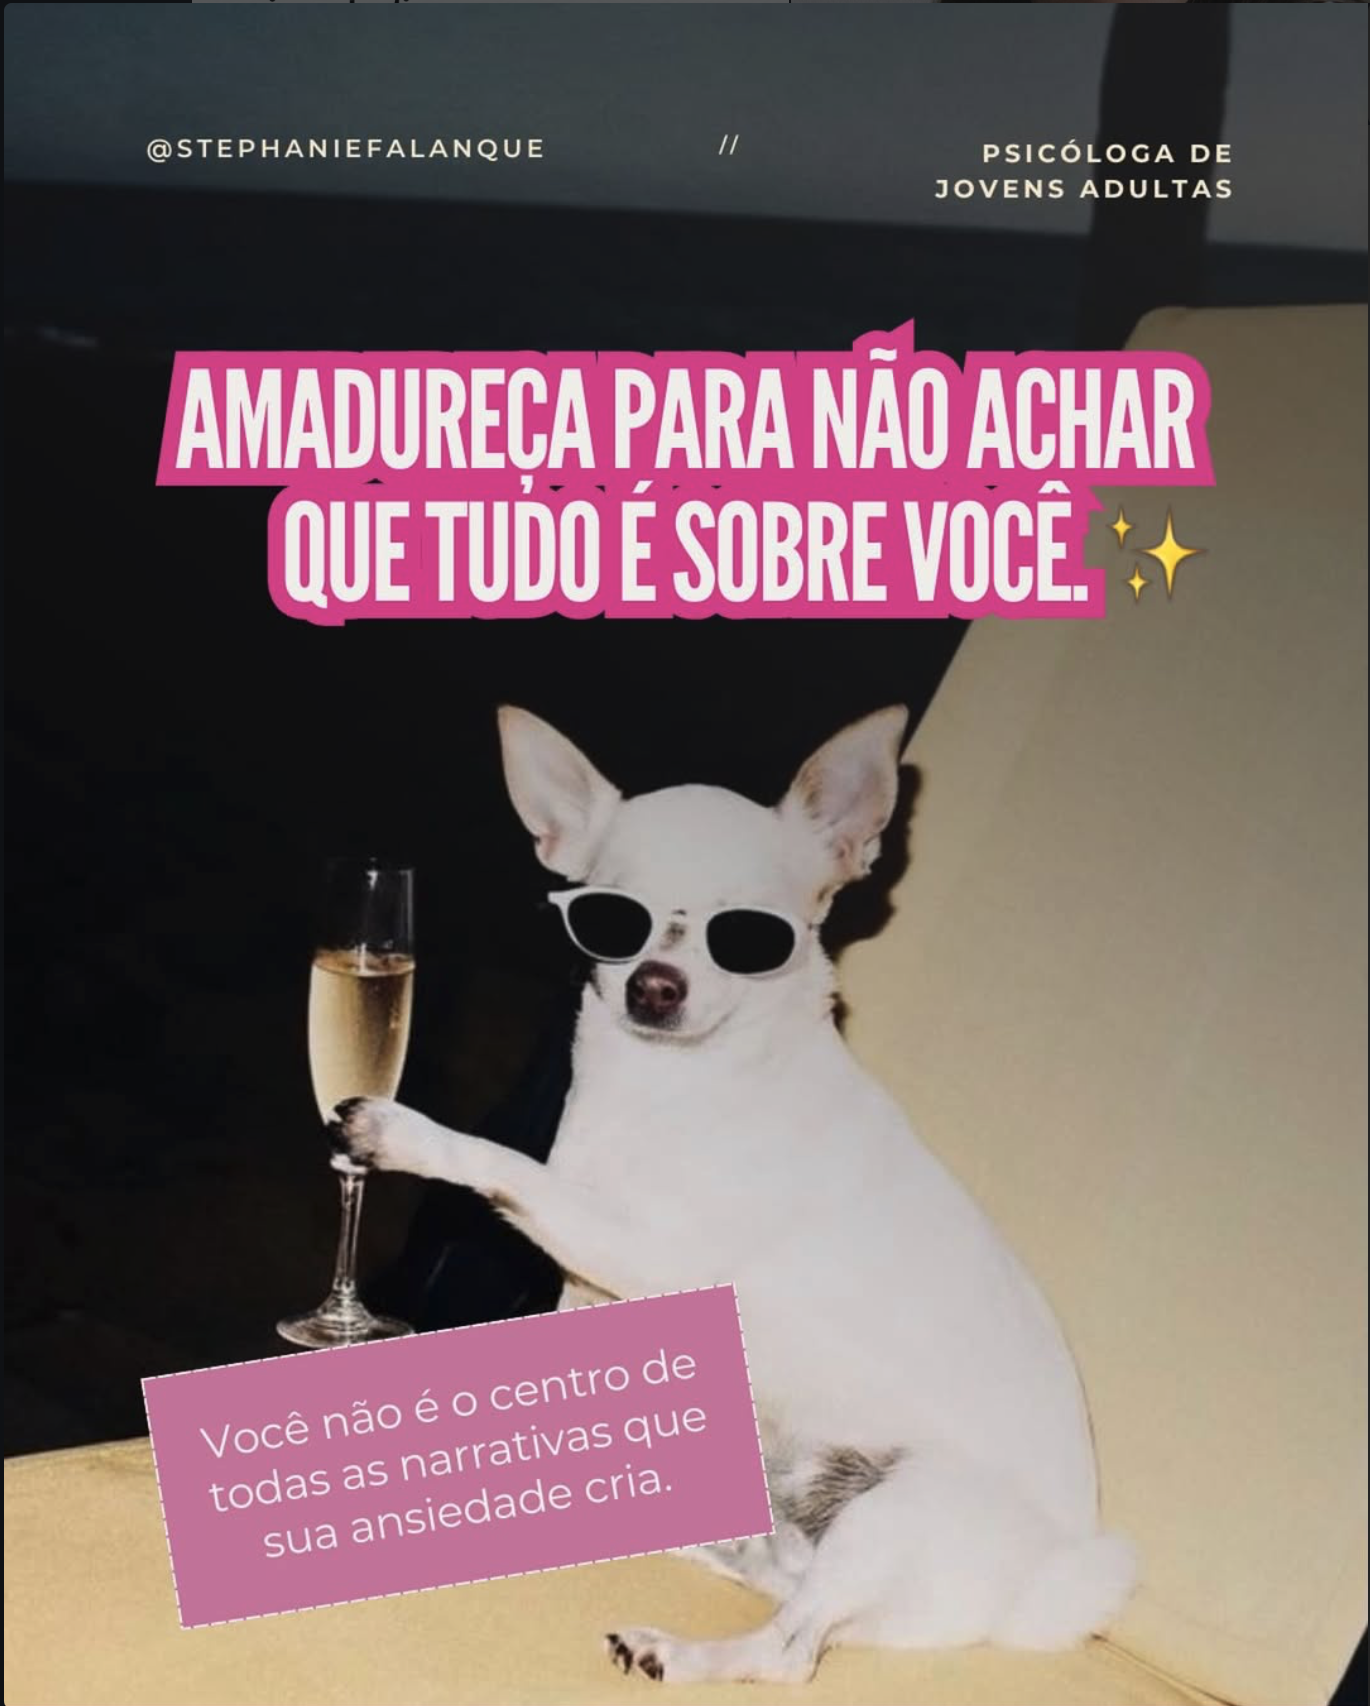 @STEPHANIEFALANQUE // PSICÓLOGA DE
JOVENS ADULTAS
AMADUREÇA PARA NÃO ACHAR
QUE TUDO É SOBRE VOCÊ. ✨
Você não é o centro de
todas as narrativas que
sua ansiedade cria.